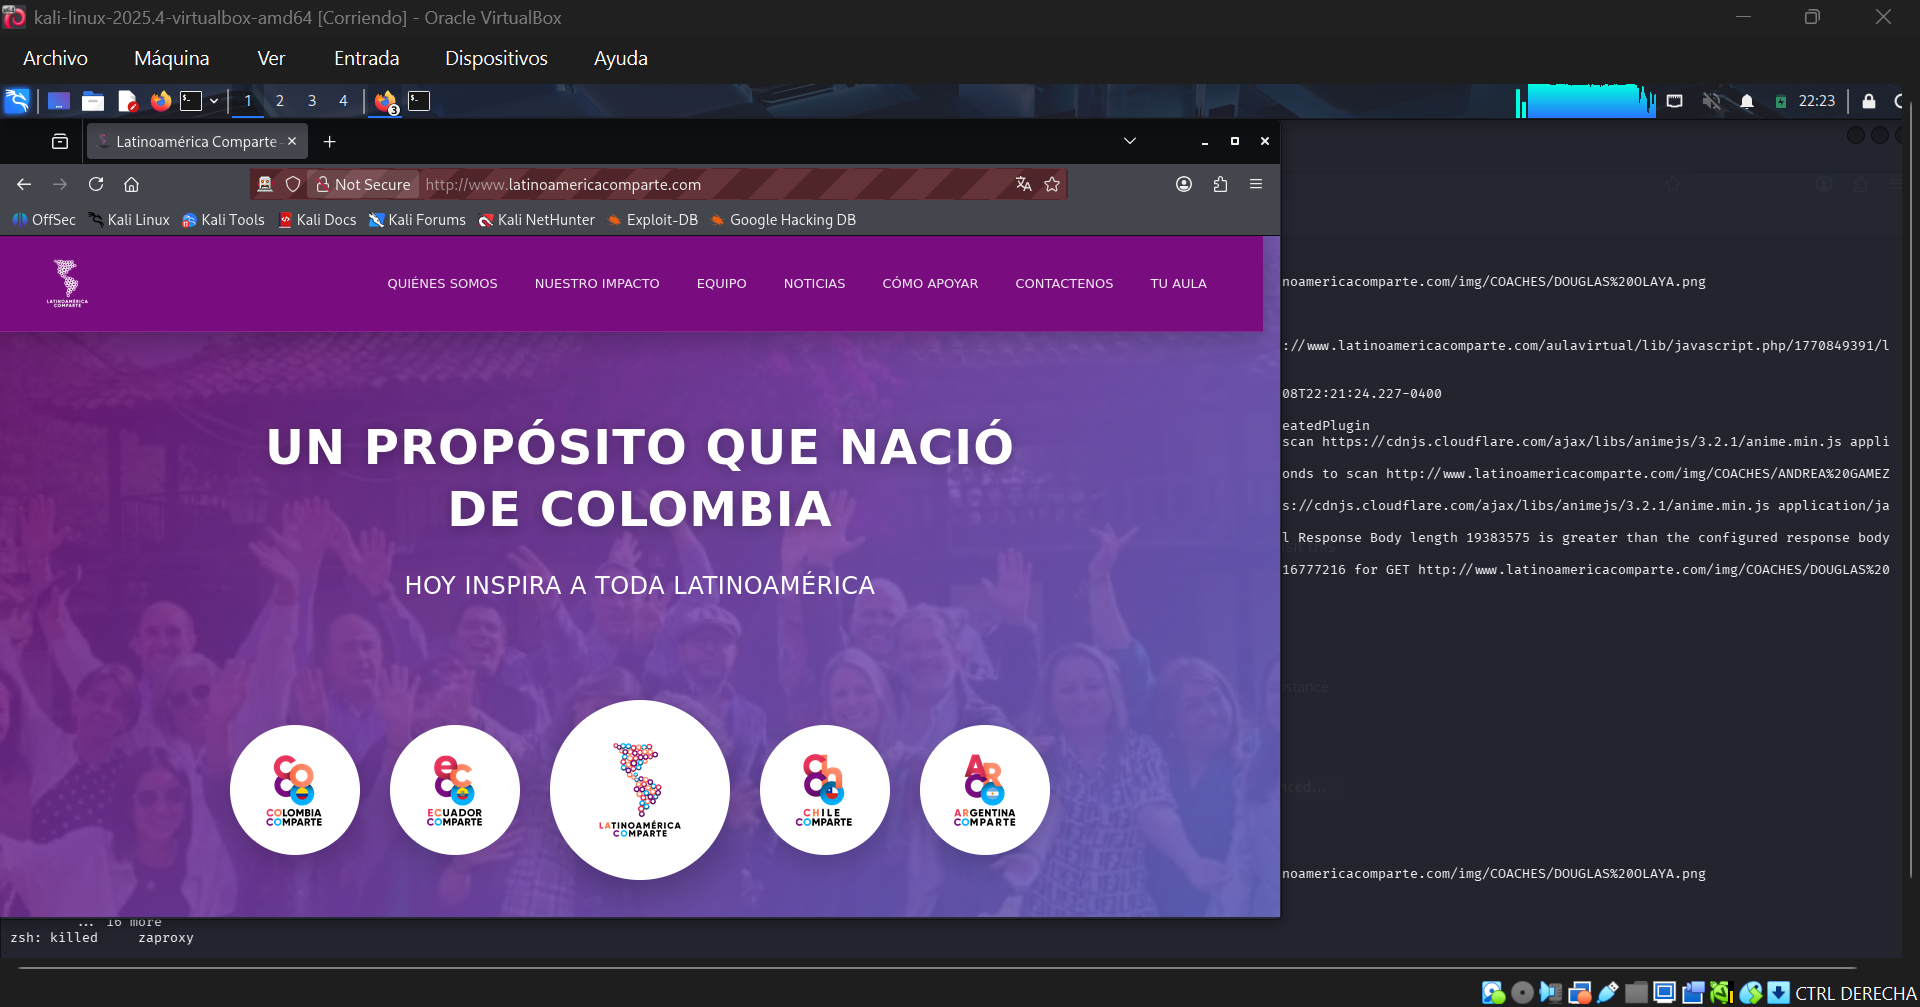 kali-linux-2025.4-virtualbox-amd64 [Corriendo] - Oracle VirtualBox
Archivo Máquina Ver Entrada Dispositivos Ayuda
1 2 3 4 3 22:23
Latinoamérica Comparte
Not Secure http://www.latinoamericacomparte.com
OffSec Kali Linux Kali Tools Kali Docs Kali Forums Kali NetHunter Exploit-DB Google Hacking DB
LATINOAMÉRICA
COMPARTE
QUIÉNES SOMOS NUESTRO IMPACTO EQUIPO NOTICIAS CÓMO APOYAR CONTACTENOS TU AULA
UN PROPÓSITO QUE NACIÓ
DE COLOMBIA
HOY INSPIRA A TODA LATINOAMÉRICA
COLOMBIA
COMPARTE
ECUADOR
COMPARTE
LATINOAMÉRICA
COMPARTE
CHILE
COMPARTE
ARGENTINA
COMPARTE
noamericacomparte.com/img/COACHES/DOUGLAS%20OLAYA.png
://www.latinoamericacomparte.com/aulavirtual/lib/javascript.php/1770849391/l
08T22:21:24.227-0400
eatedPlugin
scan https://cdnjs.cloudflare.com/ajax/libs/animejs/3.2.1/anime.min.js appli
onds to scan http://www.latinoamericacomparte.com/img/COACHES/ANDREA%20GAMEZ
s://cdnjs.cloudflare.com/ajax/libs/animejs/3.2.1/anime.min.js application/ja
l Response Body length 19383575 is greater than the configured response body
16777216 for GET http://www.latinoamericacomparte.com/img/COACHES/DOUGLAS%20
istance.
nced...
noamericacomparte.com/img/COACHES/DOUGLAS%20OLAYA.png
... 16 more
zsh: killed zaproxy
CTRL DERECHA